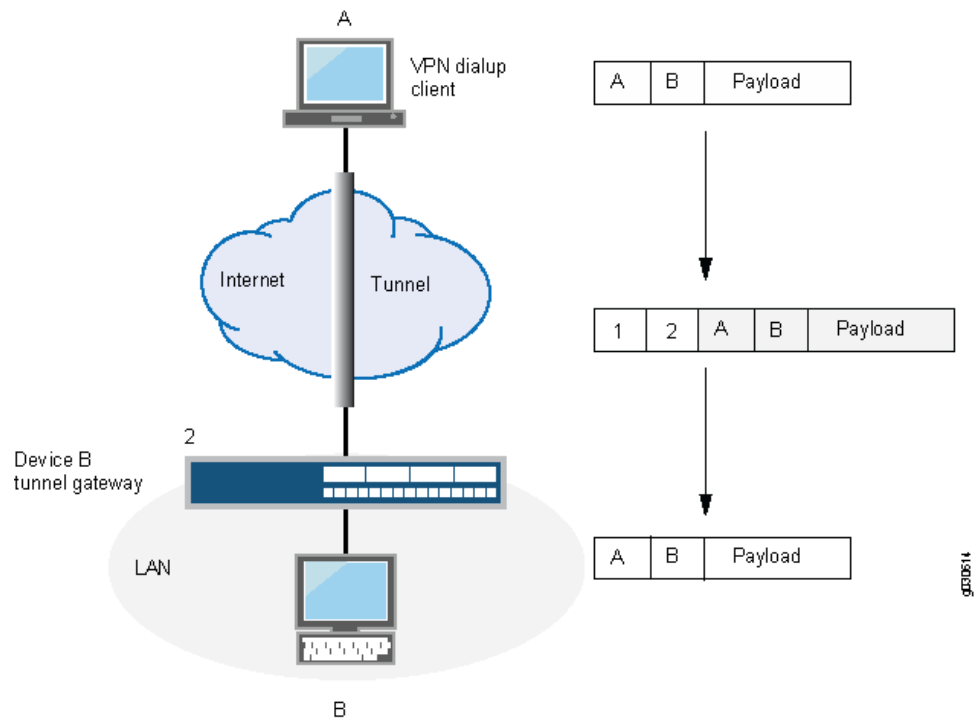 A
VPN dialup
client
A B Payload
Internet Tunnel
1 2 A B Payload
2
Device B
tunnel gateway
A B Payload
LAN
B
g030614